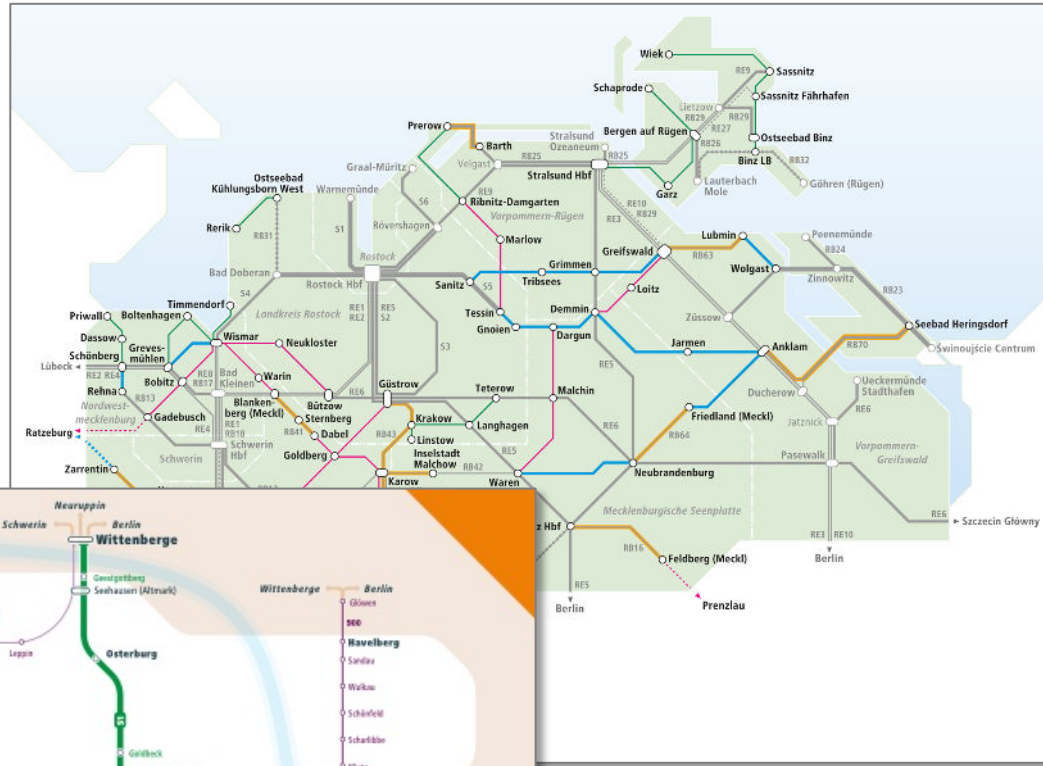 Wiek
RE9
Sassnitz
Schaprode
Sassnitz Fährhafen
Lietzow
RB29
RB29
RE27
Prerow
Bergen auf Rügen
Ostseebad Binz
Stralsund
Ozeaneum
RB26
Barth
RB25
RB25
Binz LB
RB32
Velgast
Graal-Müritz
Stralsund Hbf
Lauterbach
Mole
Göhren (Rügen)
Ostseebad
Kühlungsborn West
Warnemünde
RE9
Garz
S6
Ribnitz-Damgarten
RE10
RB29
Vorpommern-Rügen
RE3
Rerik
RB31
S1
Rövershagen
Lubmin
Peenemünde
Marlow
Greifswald
RB24
Rostock
RB63
Bad Doberan
Grimmen
Wolgast
Zinnowitz
Rostock Hbf
Sanitz
S5
Tribsees
Loitz
RB23
S4
Timmendorf
RE1
RE2
RE5
S2
Priwall
Boltenhagen
Landkreis Rostock
Tessin
Demmin
Züssow
Seebad Heringsdorf
Gnoien
Dargun
Dassow
Wismar
Neukloster
S3
RE5
Jarmen
Anklam
RB70
Świnoujście Centrum
Schönberg
Greves-
mühlen
Lübeck
RE2 RE4
RE8
RB17
Bad
Kleinen
Warin
Bobitz
RE6
Güstrow
Teterow
Malchin
Ducherow
Ueckermünde
Stadthafen
Rehna
RB13
Blanken-
berg (Meckl)
Bützow
Nordwest-
mecklenburg
Gadebusch
Sternberg
Krakow
Langhagen
Friedland (Meckl)
RE6
RE4
RE1
RB18
RB41
Dabel
RB43
Linstow
RE6
RB64
Jatznick
Ratzeburg
Schwerin
Hbf
Goldberg
Inselstadt
Malchow
RE5
Vorpommern-
Greifswald
Schwerin
Zarrentin
Karow
RB42
Waren
Neubrandenburg
Pasewalk
Mecklenburgische Seenplatte
z Hbf
RB16
Feldberg (Meckl)
RE6
Szczecin Główny
RE3
RE10
RE5
Berlin
Berlin
Prenzlau
Neuruppin
Schwerin
Berlin
Wittenberge
Geestgottberg
Seehausen (Altmark)
Leppin
Osterburg
S1
Goldbeck
Wittenberge
Berlin
Glöwen
900
Havelberg
Sandau
Wulkau
Schönfeld
Scharlibbe